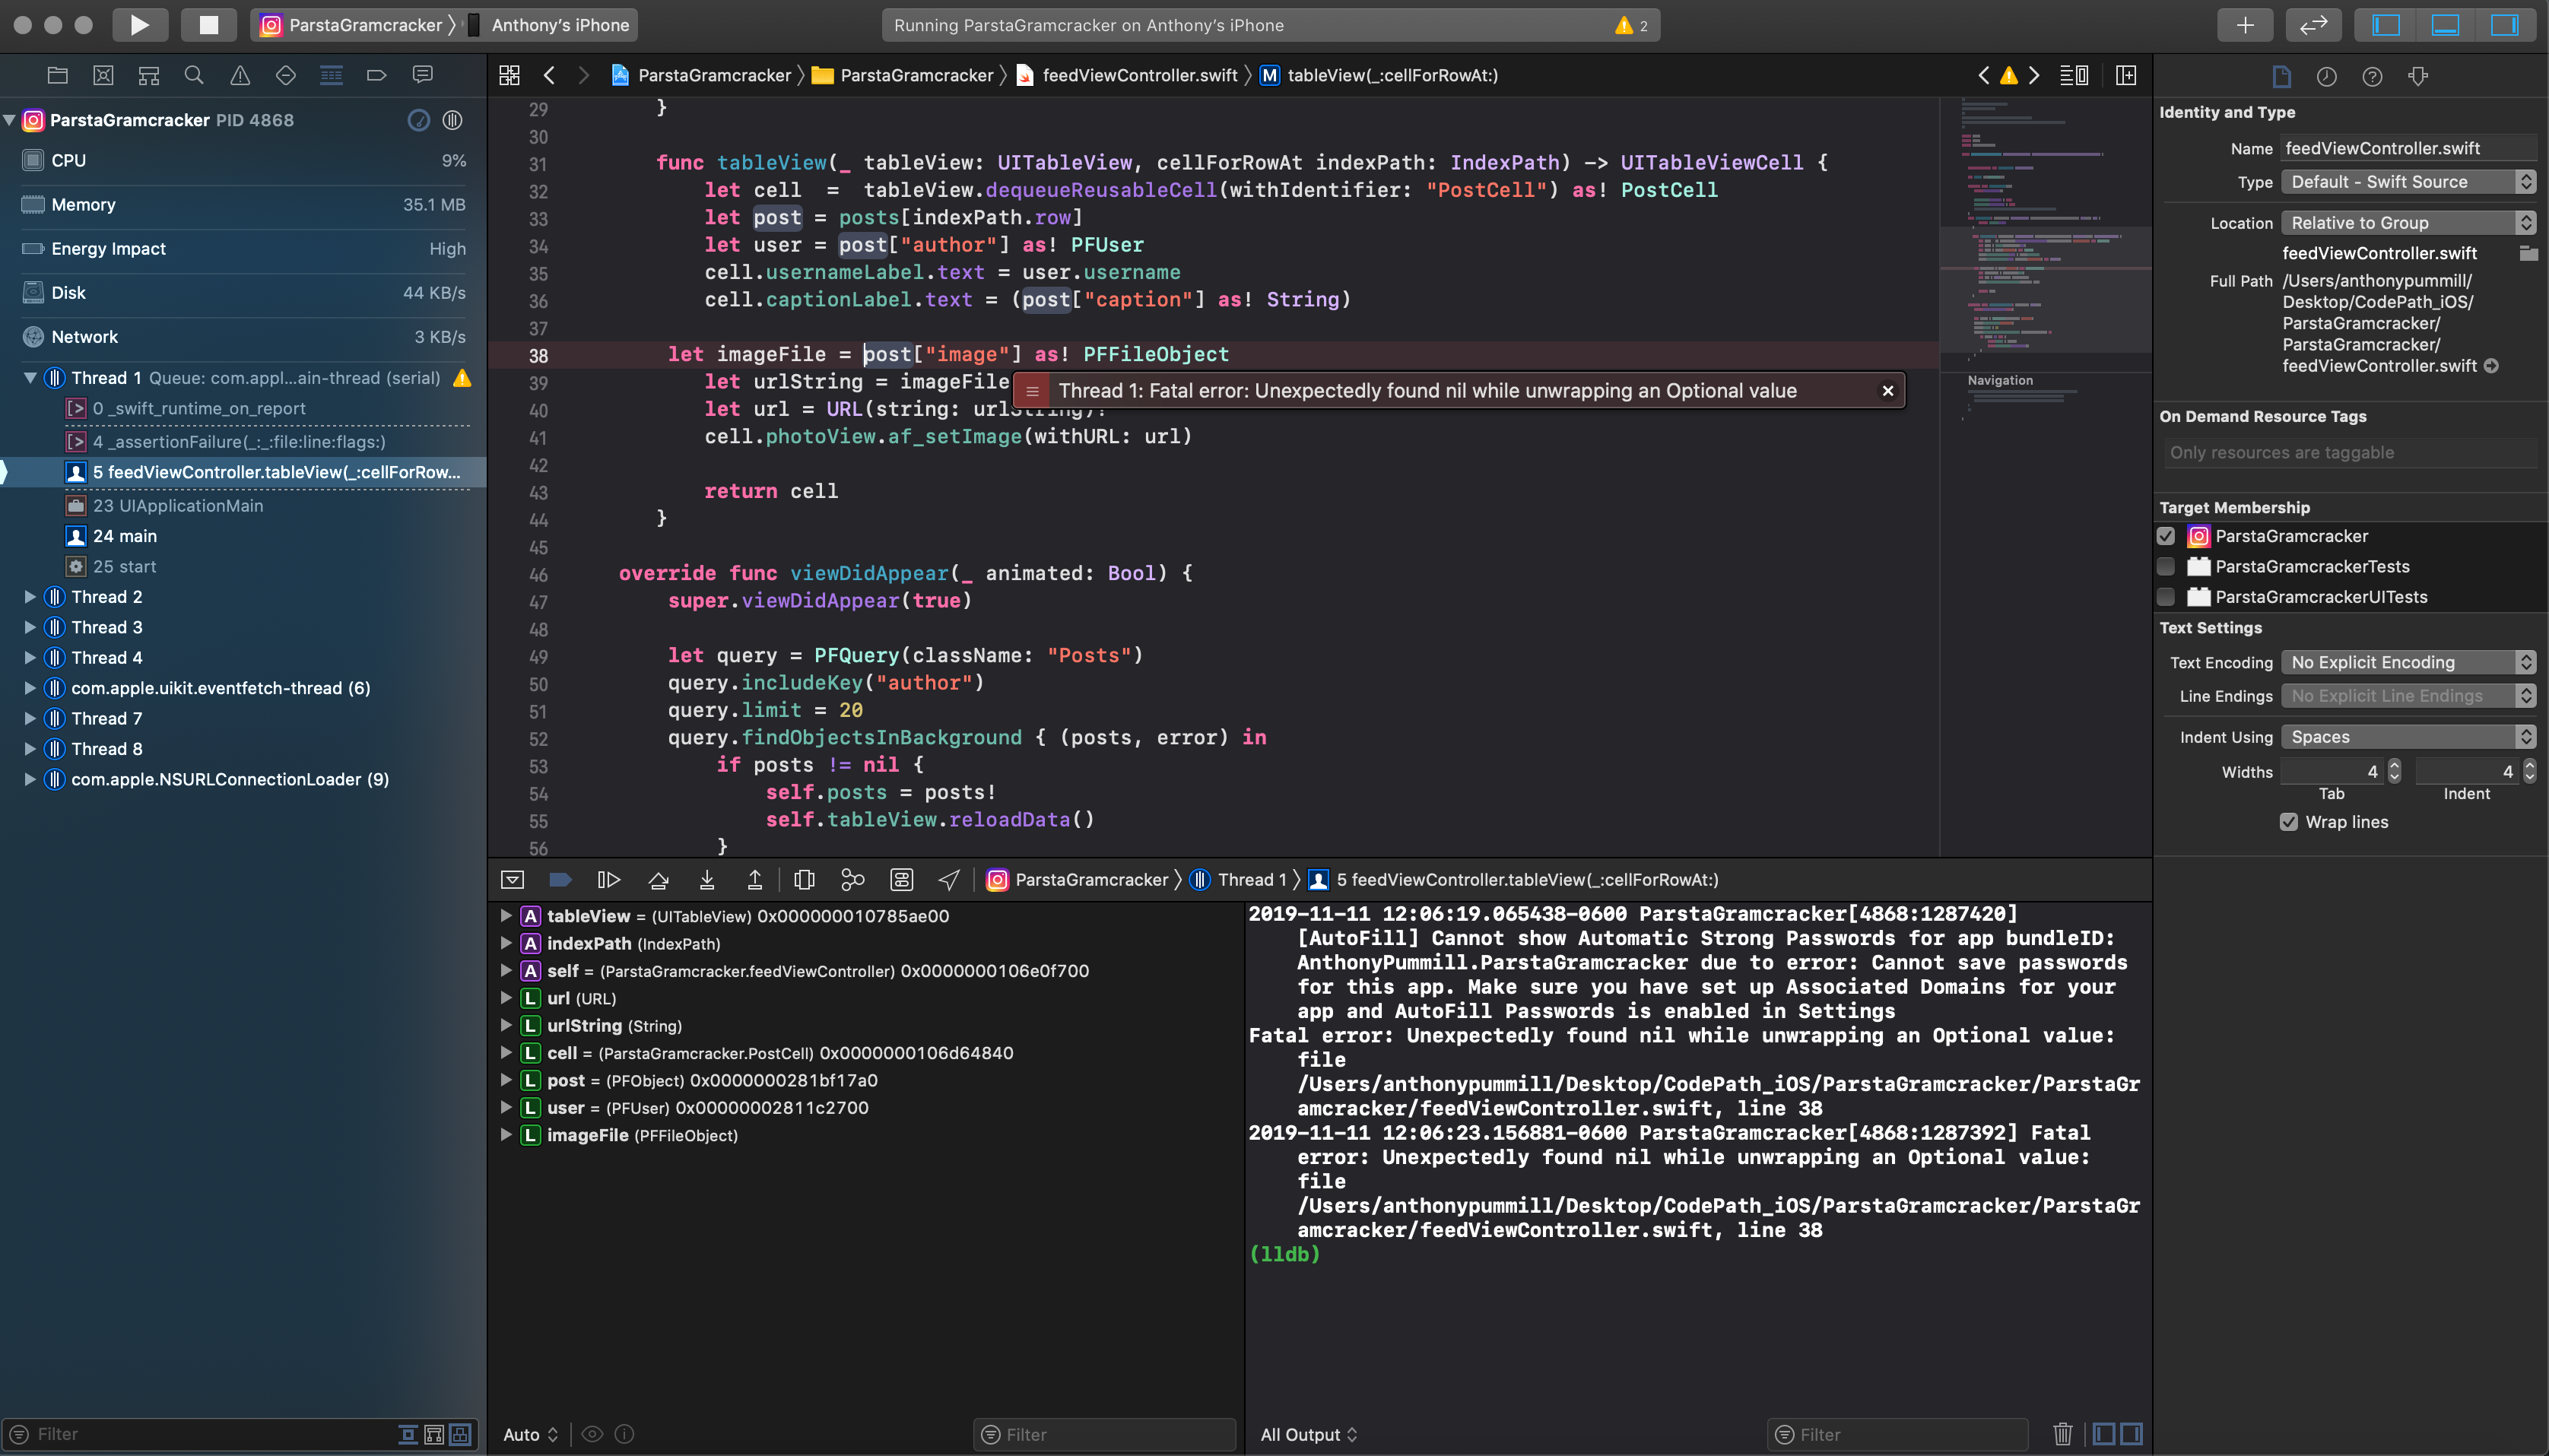 ParstaGramcracker 〉 Anthony’s iPhone
Running ParstaGramcracker on Anthony’s iPhone
2
ParstaGramcracker PID 4868
CPU 9%
Memory 35.1 MB
Energy Impact High
Disk 44 KB/s
Network 3 KB/s
Thread 1 Queue: com.appl...ain-thread (serial)
0 _swift_runtime_on_report
4 _assertionFailure(_:_:file:line:flags:)
5 feedViewController.tableView(_:cellForRow...
23 UIApplicationMain
24 main
25 start
Thread 2
Thread 3
Thread 4
com.apple.uikit.eventfetch-thread (6)
Thread 7
Thread 8
com.apple.NSURLConnectionLoader (9)
Filter
ParstaGramcracker 〉 ParstaGramcracker 〉 feedViewController.swift 〉 M tableView(_:cellForRowAt:)
29 }
30
31 func tableView(_ tableView: UITableView, cellForRowAt indexPath: IndexPath) -> UITableViewCell {
32 let cell  =  tableView.dequeueReusableCell(withIdentifier: "PostCell") as! PostCell
33 let post = posts[indexPath.row]
34 let user = post["author"] as! PFUser
35 cell.usernameLabel.text = user.username
36 cell.captionLabel.text = (post["caption"] as! String)
37
38 let imageFile = post["image"] as! PFFileObject
39 let urlString = imageFile
Thread 1: Fatal error: Unexpectedly found nil while unwrapping an Optional value
40 let url = URL(string: urlString)!
41 cell.photoView.af_setImage(withURL: url)
42
43 return cell
44 }
45
46 override func viewDidAppear(_ animated: Bool) {
47 super.viewDidAppear(true)
48
49 let query = PFQuery(className: "Posts")
50 query.includeKey("author")
51 query.limit = 20
52 query.findObjectsInBackground { (posts, error) in
53 if posts != nil {
54 self.posts = posts!
55 self.tableView.reloadData()
56 }
Navigation
ParstaGramcracker 〉 Thread 1 〉 5 feedViewController.tableView(_:cellForRowAt:)
A tableView = (UITableView) 0x000000010785ae00
A indexPath (IndexPath)
A self = (ParstaGramcracker.feedViewController) 0x0000000106e0f700
L url (URL)
L urlString (String)
L cell = (ParstaGramcracker.PostCell) 0x0000000106d64840
L post = (PFObject) 0x0000000281bf17a0
L user = (PFUser) 0x00000002811c2700
L imageFile (PFFileObject)
Auto
Filter
2019-11-11 12:06:19.065438-0600 ParstaGramcracker[4868:1287420]
[AutoFill] Cannot show Automatic Strong Passwords for app bundleID:
AnthonyPummill.ParstaGramcracker due to error: Cannot save passwords
for this app. Make sure you have set up Associated Domains for your
app and AutoFill Passwords is enabled in Settings
Fatal error: Unexpectedly found nil while unwrapping an Optional value:
file
/Users/anthonypummill/Desktop/CodePath_iOS/ParstaGramcracker/ParstaGr
amcracker/feedViewController.swift, line 38
2019-11-11 12:06:23.156881-0600 ParstaGramcracker[4868:1287392] Fatal
error: Unexpectedly found nil while unwrapping an Optional value:
file
/Users/anthonypummill/Desktop/CodePath_iOS/ParstaGramcracker/ParstaGr
amcracker/feedViewController.swift, line 38
(lldb)
All Output
Filter
Identity and Type
Name feedViewController.swift
Type Default - Swift Source
Location Relative to Group
feedViewController.swift
Full Path /Users/anthonypummill/
Desktop/CodePath_iOS/
ParstaGramcracker/
ParstaGramcracker/
feedViewController.swift
On Demand Resource Tags
Only resources are taggable
Target Membership
ParstaGramcracker
ParstaGramcrackerTests
ParstaGramcrackerUITests
Text Settings
Text Encoding No Explicit Encoding
Line Endings No Explicit Line Endings
Indent Using Spaces
Widths 4 4
Tab Indent
Wrap lines